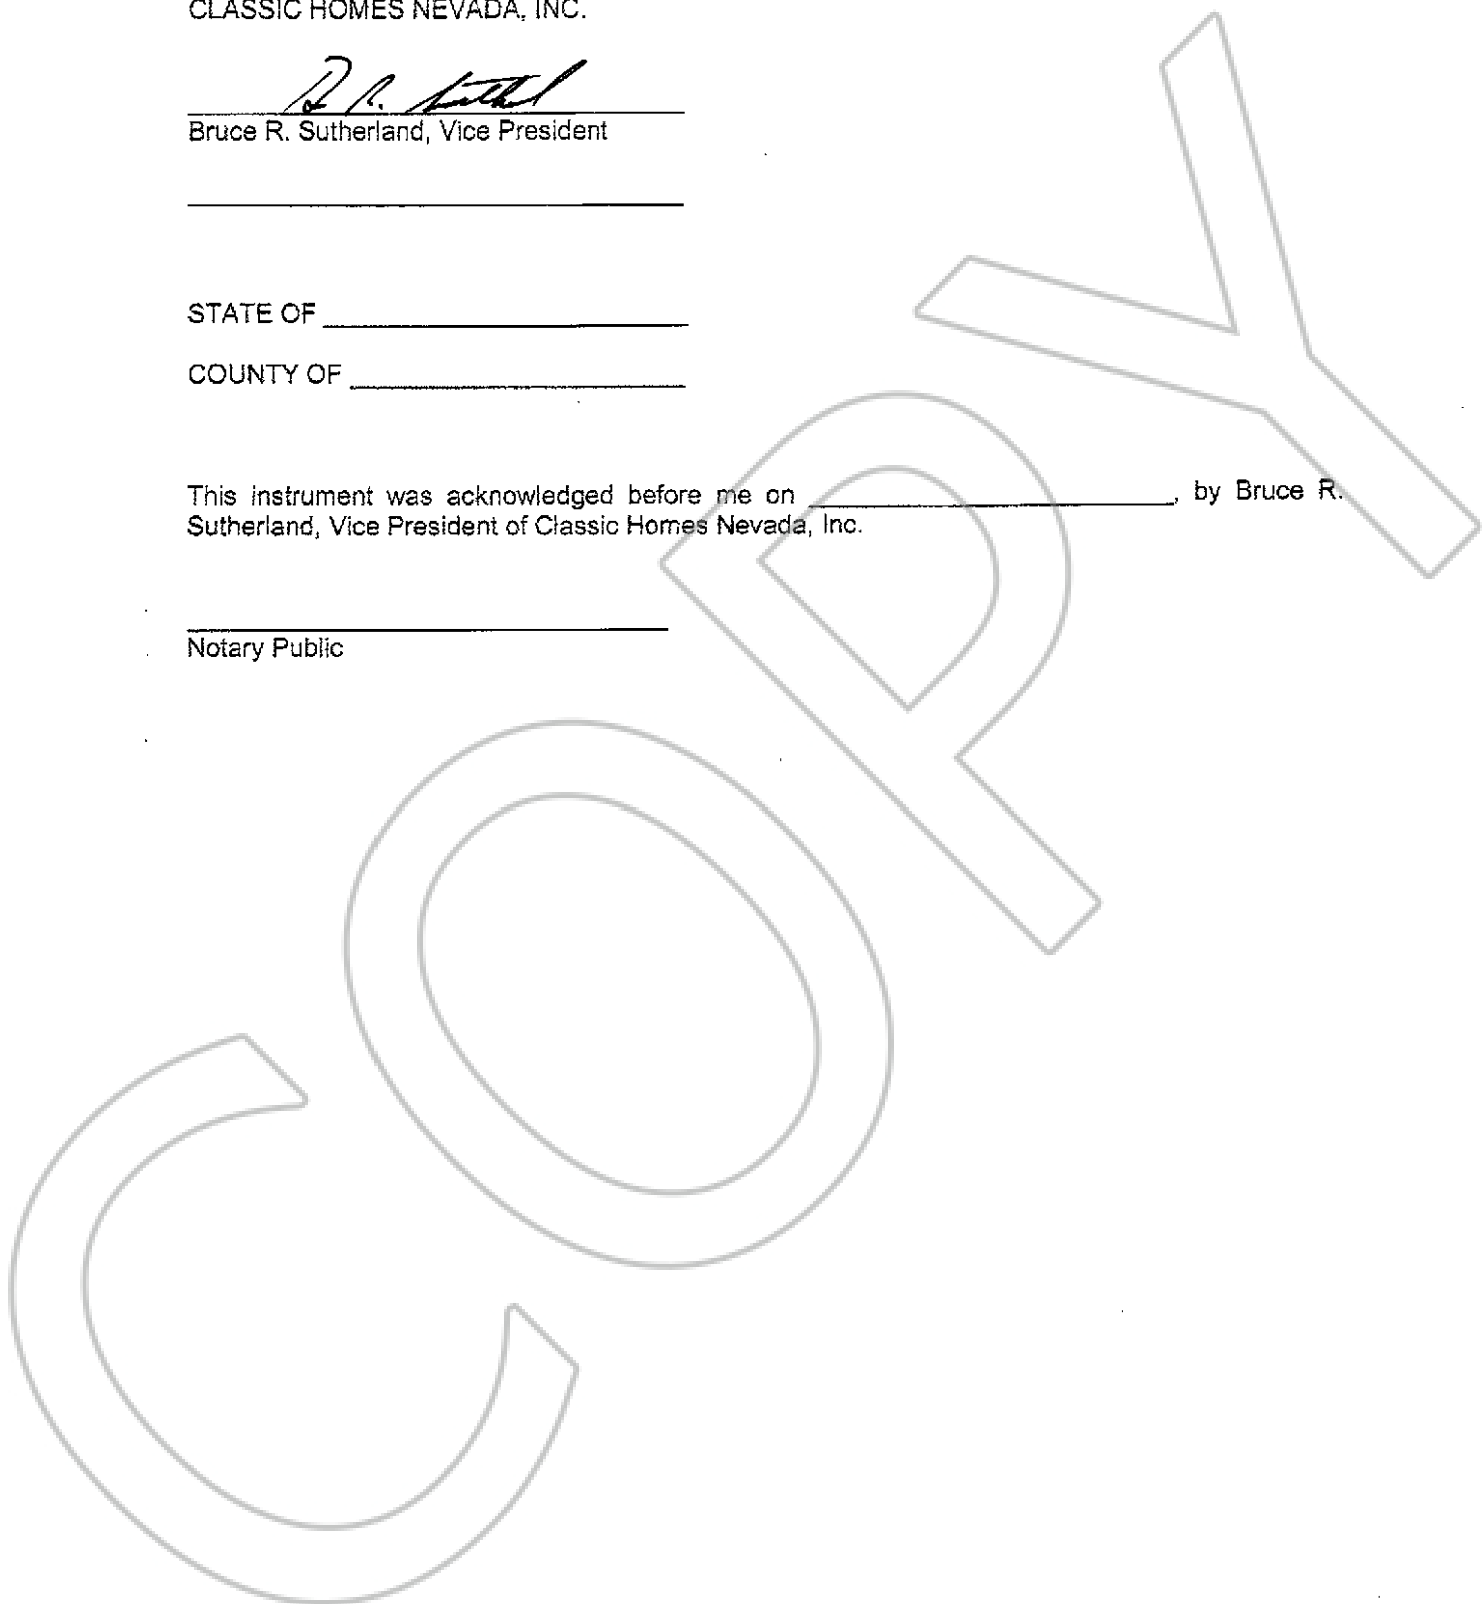 CLASSIC HOMES NEVADA, INC.
Bruce R. Sutherland, Vice President
STATE OF
COUNTY OF
This instrument was acknowledged before me on , by Bruce R.
Sutherland, Vice President of Classic Homes Nevada, Inc.
Notary Public
COPY